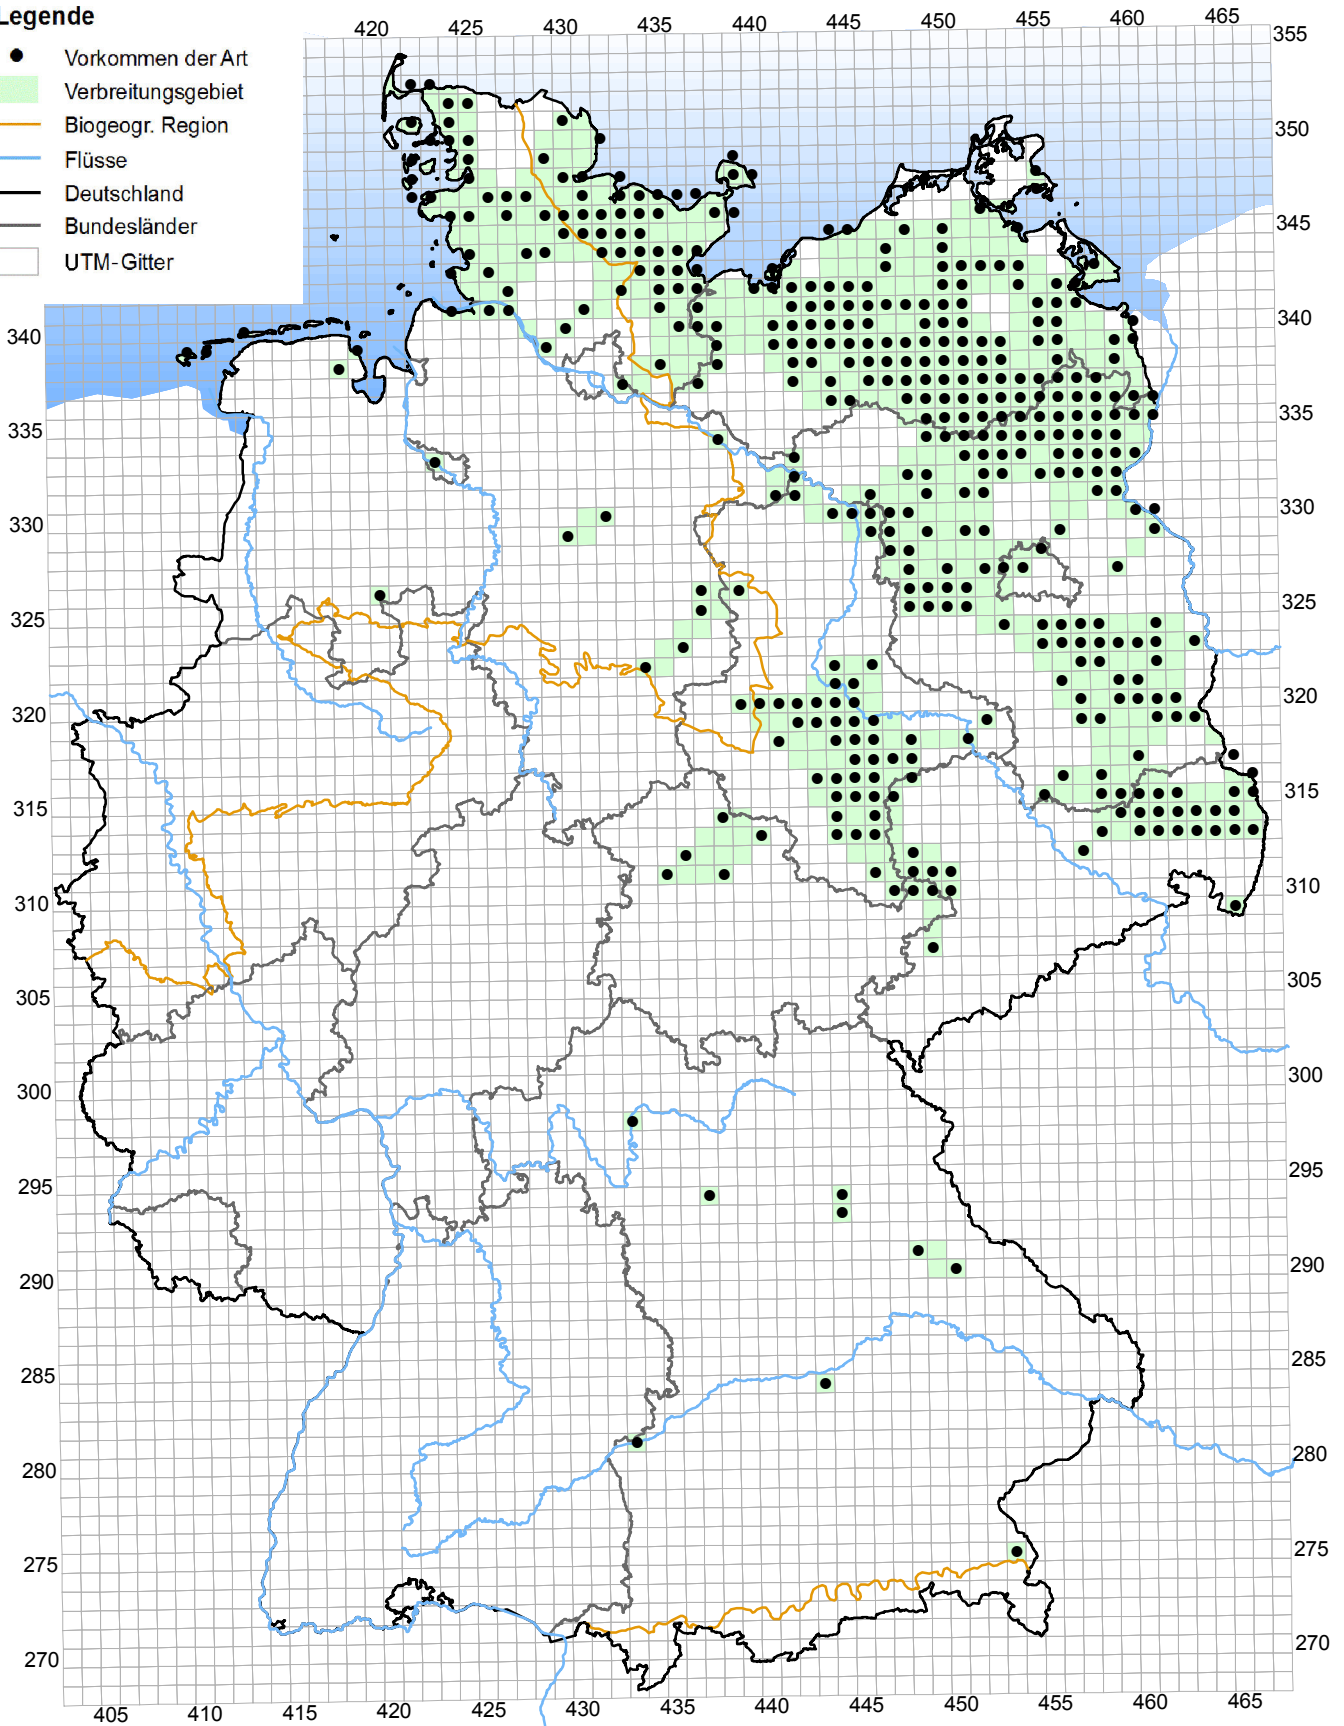 Legende
Vorkommen der Art
Verbreitungsgebiet
Biogeogr. Region
Flüsse
Deutschland
Bundesländer
UTM-Gitter
420 425 430 435 440 445 450 455 460 465
355
350
345
340 340
335 335
330 330
325 325
320 320
315 315
310 310
305 305
300 300
295 295
290 290
285 285
280 280
275 275
270 270
405 410 415 420 425 430 435 440 445 450 455 460 465